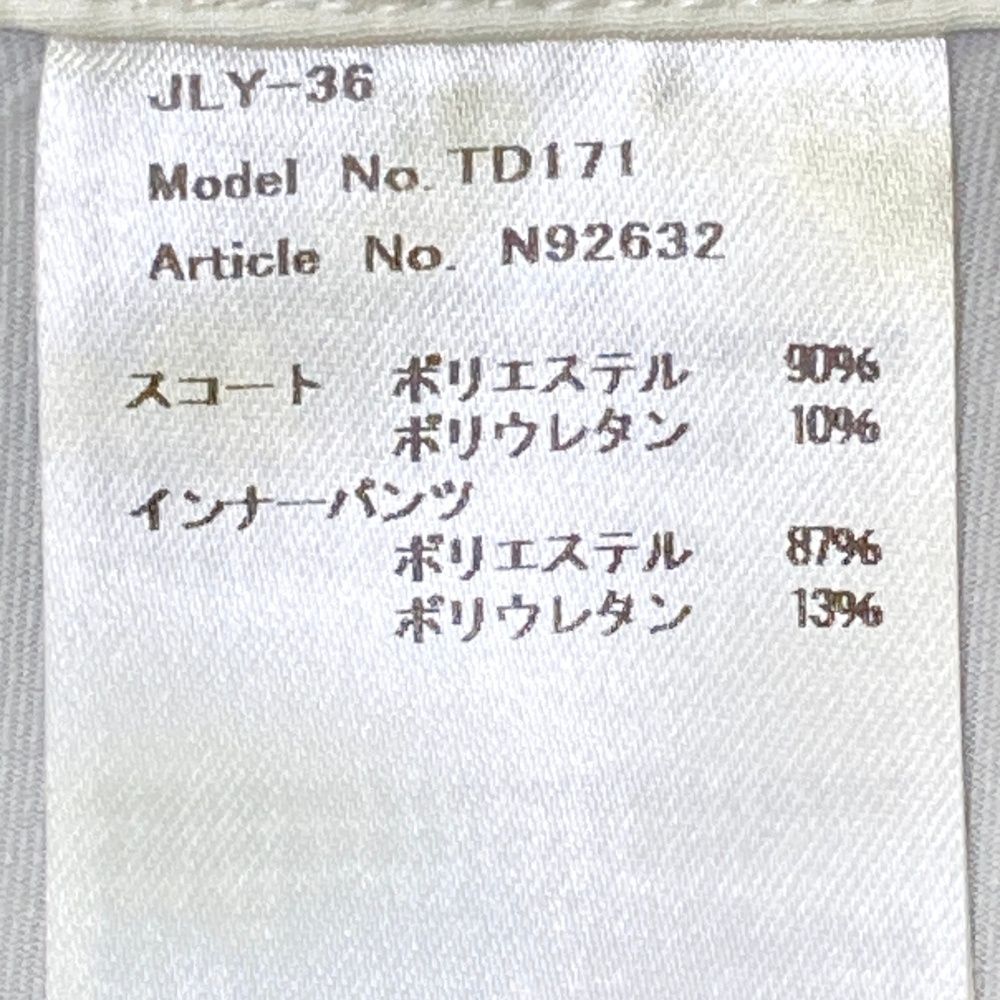 JLY-36
Model No. TD171
Article No. N92632
スコート ポリエステル 90%
ポリウレタン 10%
インナーパンツ
ポリエステル 87%
ポリウレタン 13%